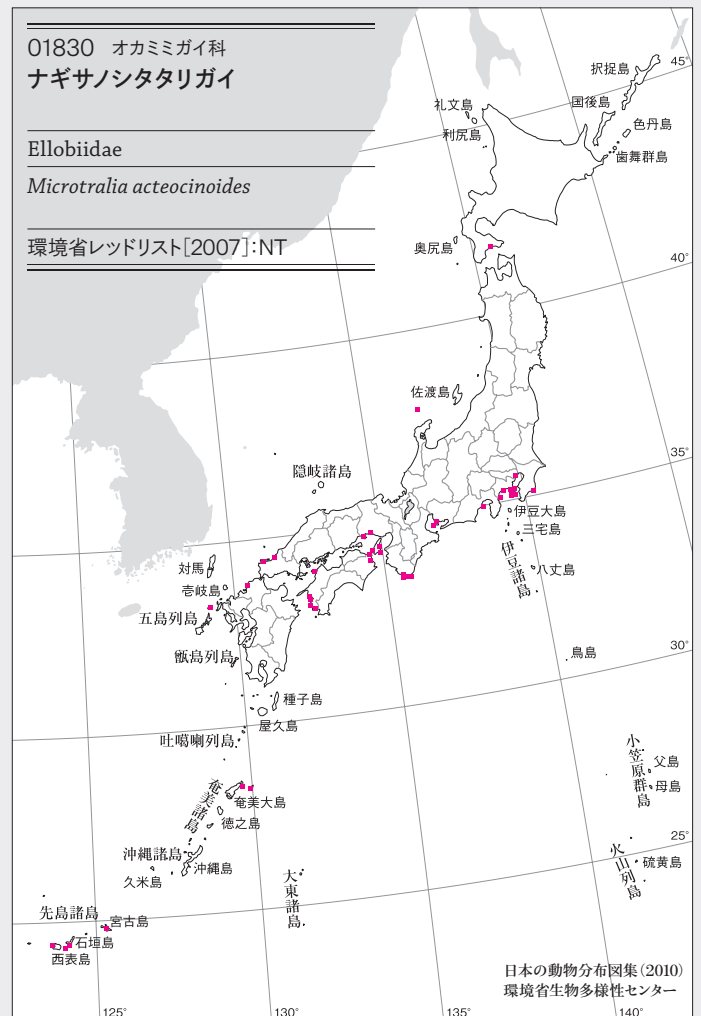 01830 オカミミガイ科
ナギサノシタタリガイ
Ellobiidae
Microtralia acteocinoides
環境省レッドリスト[2007]:NT
45°
択捉島
国後島
色丹島
歯舞群島
礼文島
利尻島
奥尻島
40°
佐渡島
35°
隠岐諸島
伊豆大島
三宅島
伊豆諸島
八丈島
対馬
壱岐島
五島列島
甑島列島
鳥島
30°
種子島
屋久島
吐噶喇列島
小笠原群島
父島
母島
奄美諸島
奄美大島
徳之島
25°
沖縄諸島
沖縄島
久米島
火山列島
硫黄島
大東諸島
先島諸島
宮古島
石垣島
西表島
日本の動物分布図集(2010)
環境省生物多様性センター
125°
130°
135°
140°